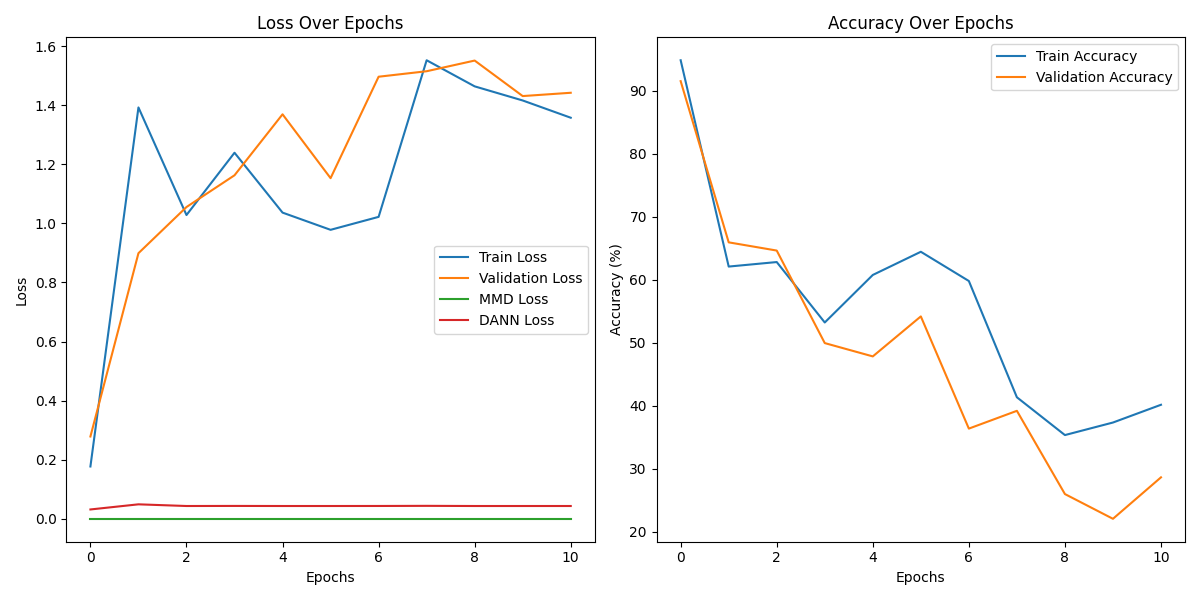 Loss Over Epochs
1.6
1.4
1.2
1.0
0.8
0.6
0.4
0.2
0.0
Loss
Train Loss
Validation Loss
MMD Loss
DANN Loss
0 2 4 6 8 10
Epochs
Accuracy Over Epochs
90
80
70
60
50
40
30
20
Accuracy (%)
Train Accuracy
Validation Accuracy
0 2 4 6 8 10
Epochs